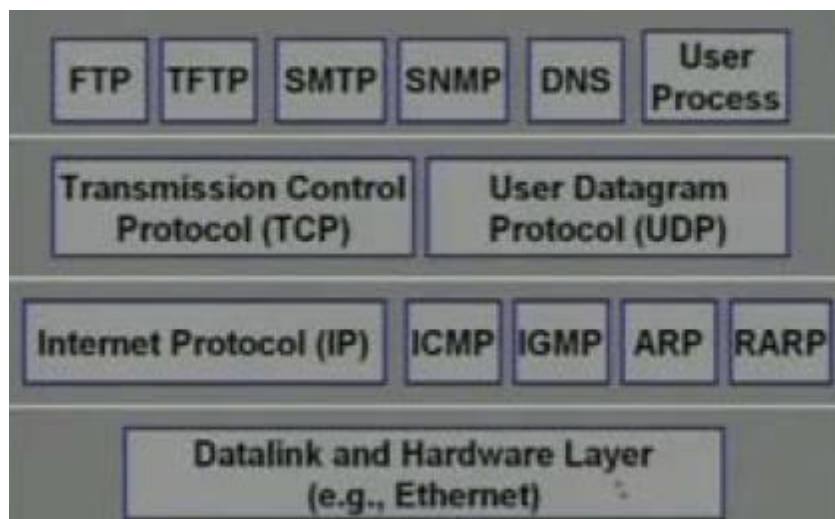 FTP TFTP SMTP SNMP DNS User Process
Transmission Control Protocol (TCP) User Datagram Protocol (UDP)
Internet Protocol (IP) ICMP IGMP ARP RARP
Datalink and Hardware Layer
(e.g., Ethernet)